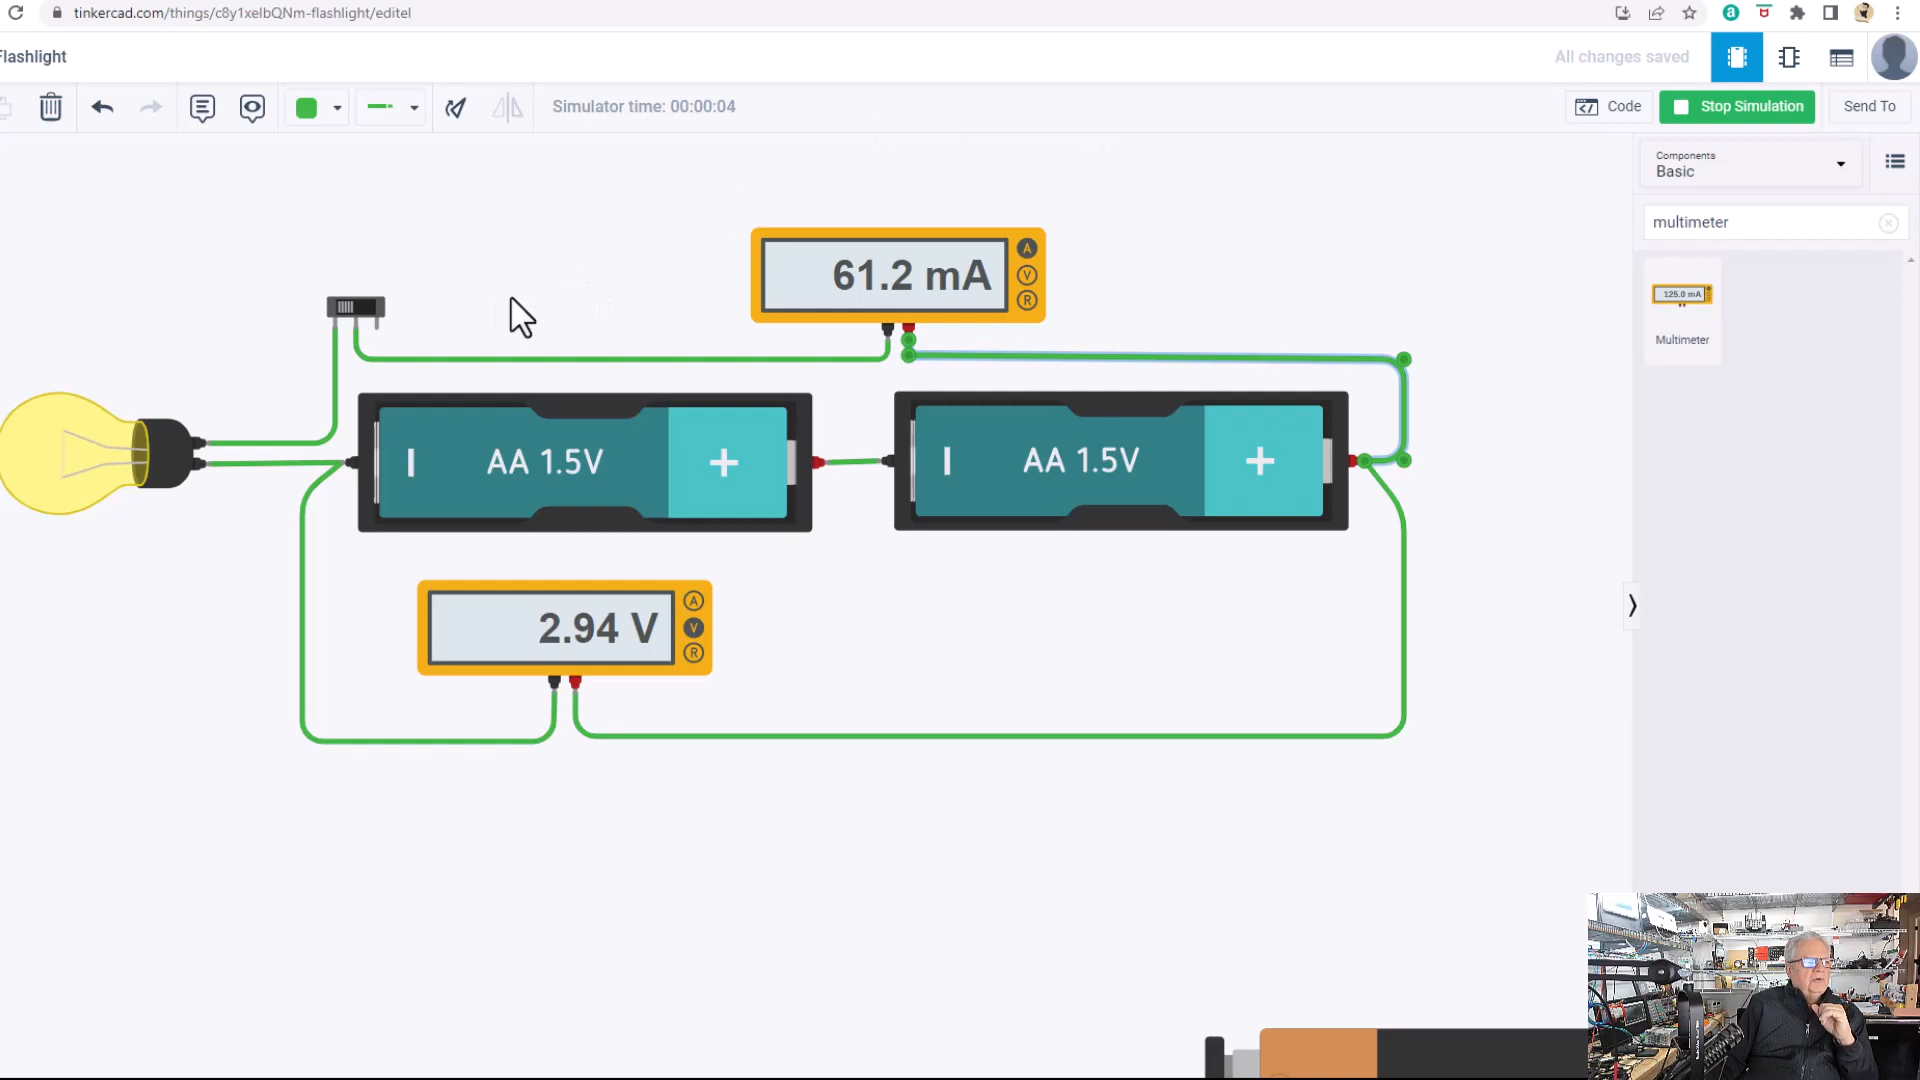 tinkercad.com/things/c8y1xelbQNm-flashlight/editel
Flashlight
All changes saved
Simulator time: 00:00:04
Code
Stop Simulation
Send To
Components
Basic
multimeter
125.0 mA
Multimeter
61.2 mA
A
V
R
AA 1.5V
+
AA 1.5V
+
2.94 V
A
V
R